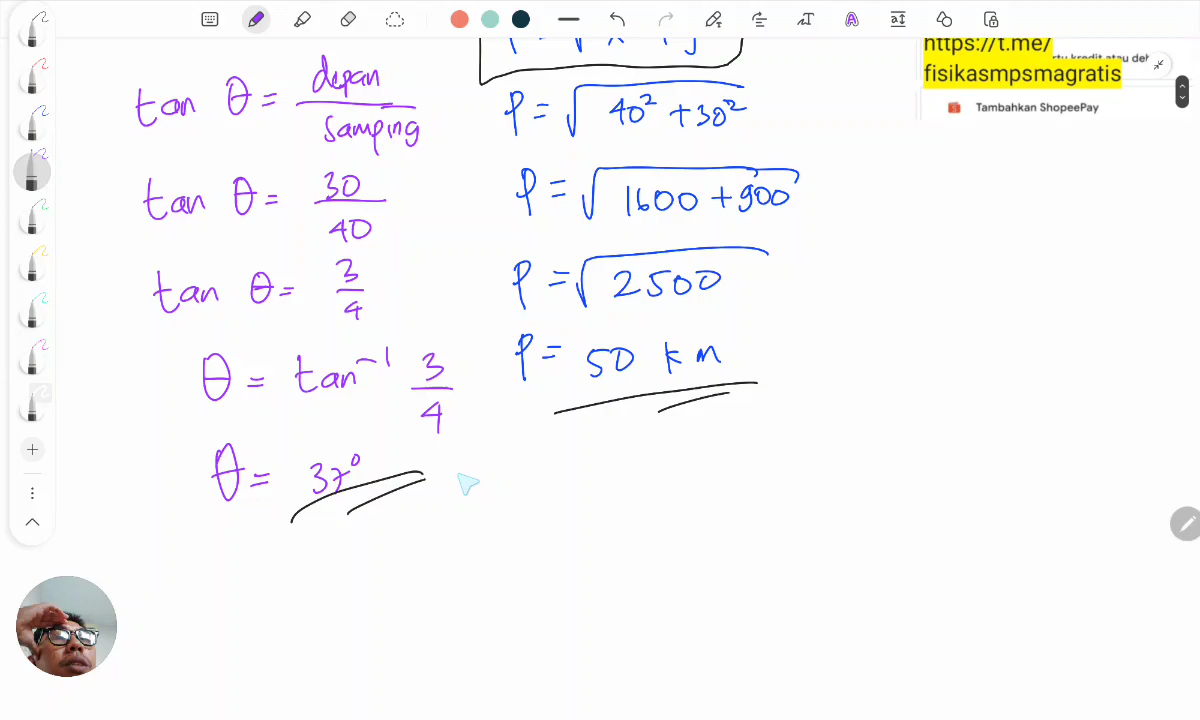 https://t.me/
fisikasmpsmagratis
Tambahkan ShopeePay
tan θ = depan / samping
tan θ = 30 / 40
tan θ = 3 / 4
θ = tan⁻¹ 3 / 4
θ = 37°
P = √40² + 30²
P = √1600 + 900
P = √2500
P = 50 km